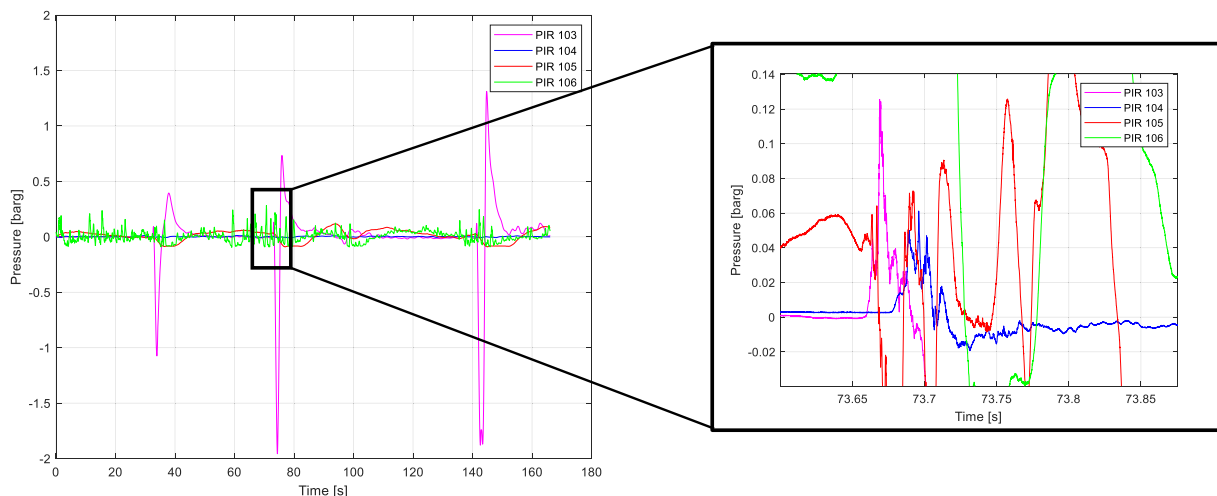 2
1.5
1
0.5
0
-0.5
-1
-1.5
-2
Pressure [barg]
0 20 40 60 80 100 120 140 160 180
Time [s]
PIR 103
PIR 104
PIR 105
PIR 106
0.14
0.12
0.1
0.08
0.06
0.04
0.02
0
-0.02
Pressure [barg]
73.65 73.7 73.75 73.8 73.85
Time [s]
PIR 103
PIR 104
PIR 105
PIR 106